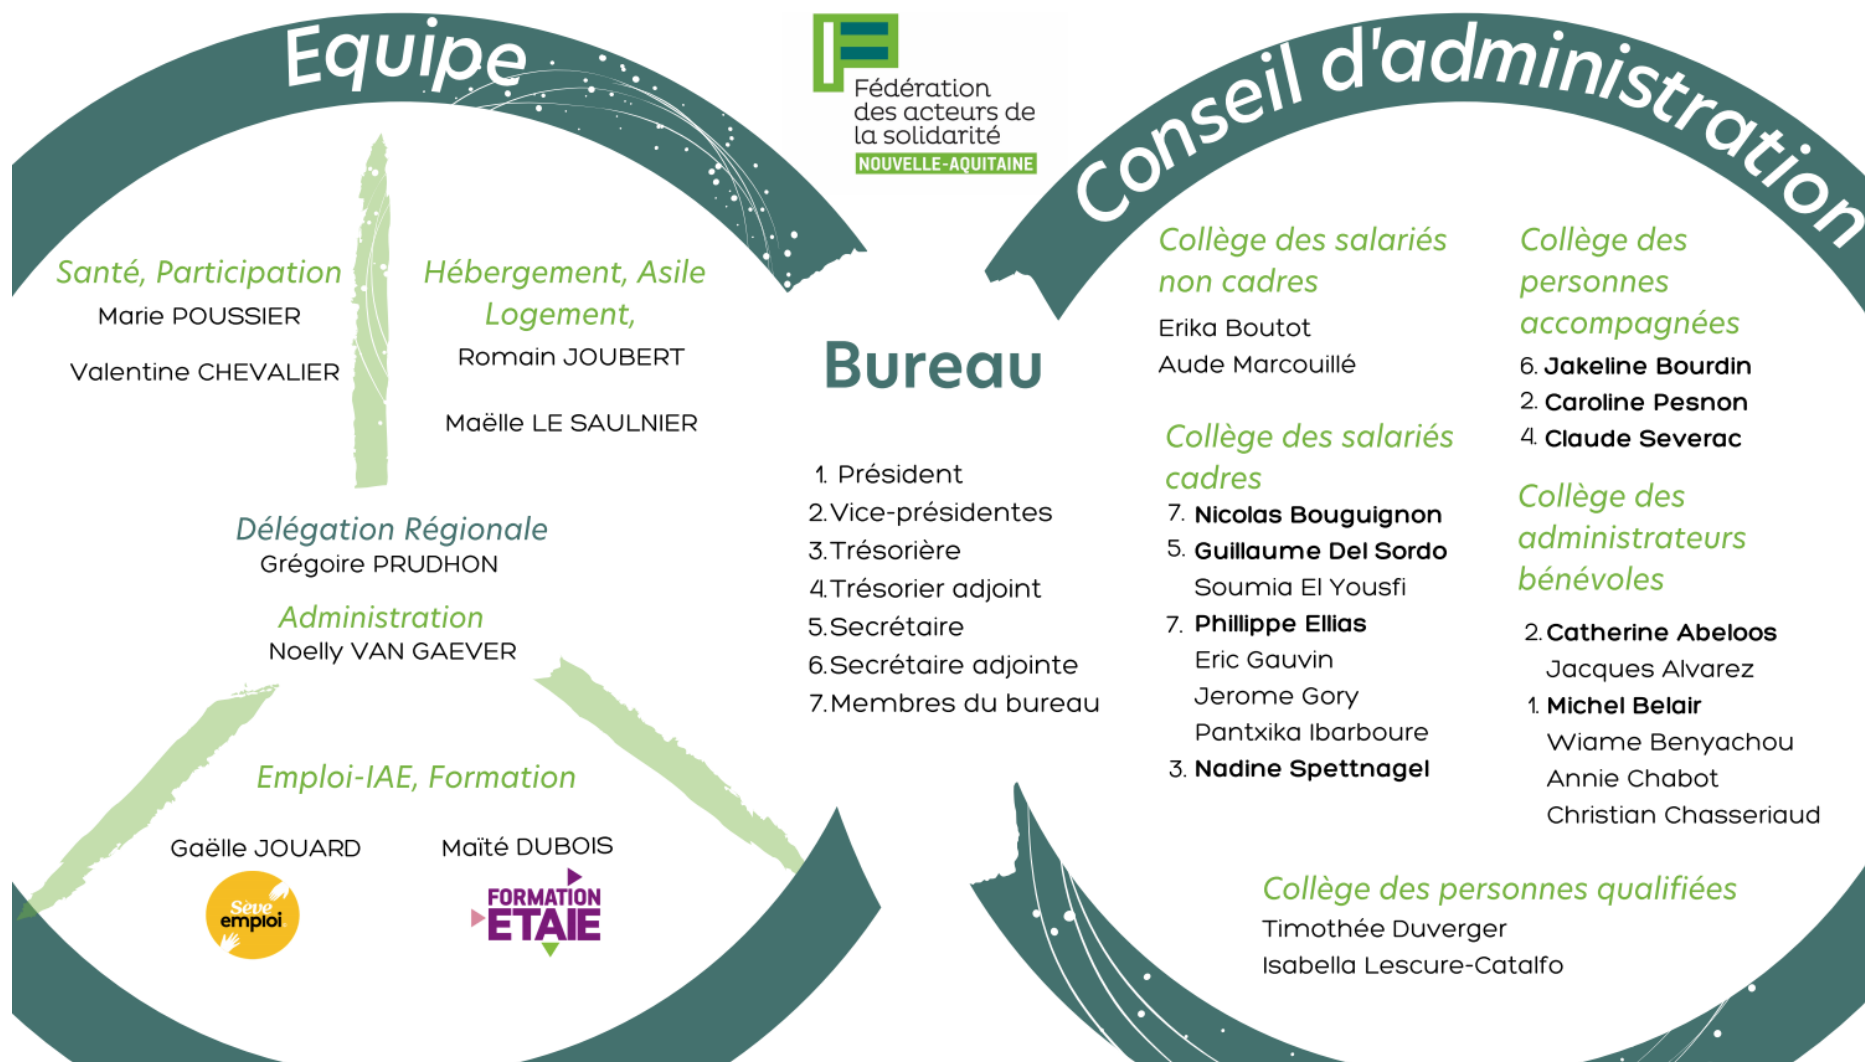 Equipe
Santé, Participation
Marie POUSSIER
Valentine CHEVALIER
Hébergement, Asile
Logement,
Romain JOUBERT
Maëlle LE SAULNIER
Délégation Régionale
Grégoire PRUDHON
Administration
Noelly VAN GAEVER
Emploi-IAE, Formation
Gaëlle JOUARD
Sève
emploi
Maïté DUBOIS
FORMATION
ETAIE
Fédération
des acteurs de
la solidarité
NOUVELLE-AQUITAINE
Bureau
1. Président
2.Vice-présidentes
3.Trésorière
4.Trésorier adjoint
5.Secrétaire
6.Secrétaire adjointe
7.Membres du bureau
Conseil d'administration
Collège des salariés
non cadres
Erika Boutot
Aude Marcouillé
Collège des salariés
cadres
7. Nicolas Bouguignon
5. Guillaume Del Sordo
Soumia El Yousfi
7. Phillippe Ellias
Eric Gauvin
Jerome Gory
Pantxika Ibarboure
3. Nadine Spettnagel
Collège des
personnes
accompagnées
6. Jakeline Bourdin
2. Caroline Pesnon
4. Claude Severac
Collège des
administrateurs
bénévoles
2. Catherine Abeloos
Jacques Alvarez
1. Michel Belair
Wiame Benyachou
Annie Chabot
Christian Chasseriaud
Collège des personnes qualifiées
Timothée Duverger
Isabella Lescure-Catalfo